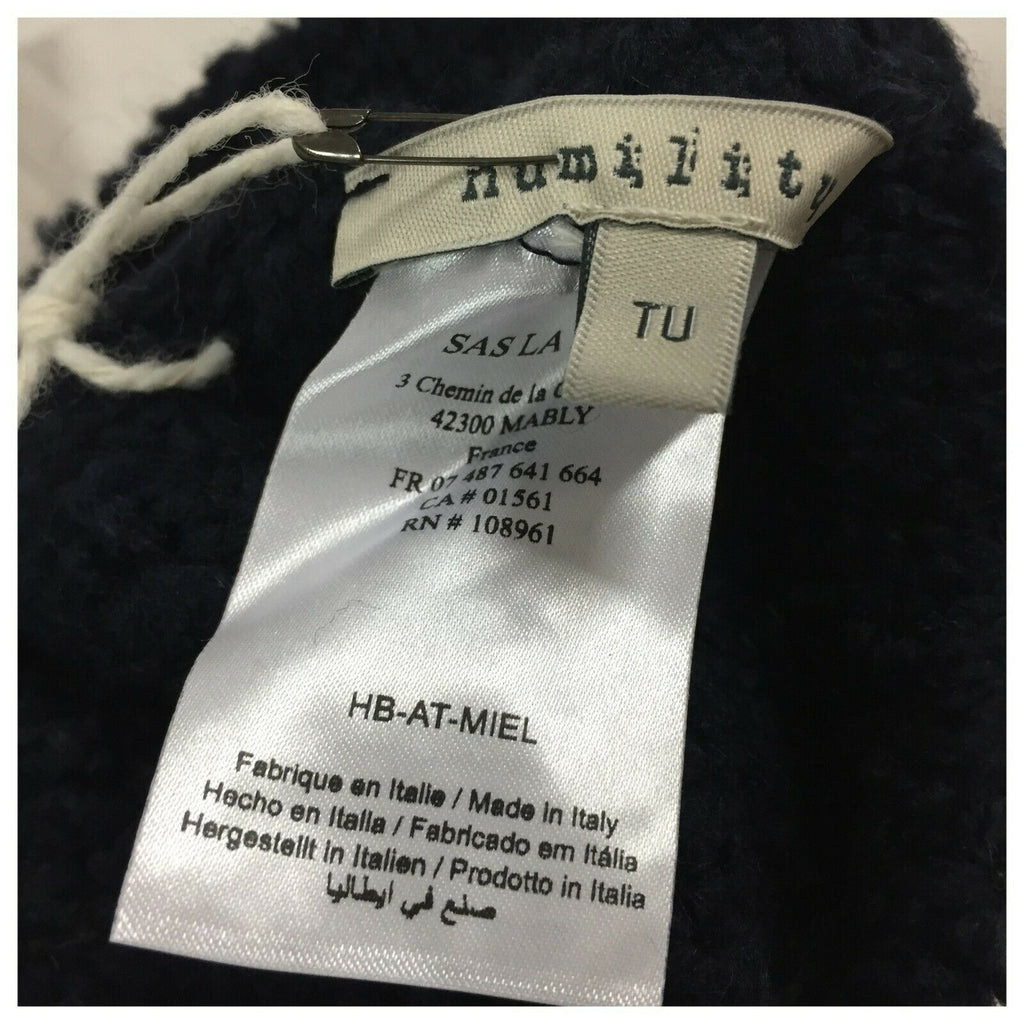 humility
TU
SAS LA
3 Chemin de la
42300 MABLY
France
FR 07 487 641 664
CA # 01561
RN # 108961
HB-AT-MIEL
Fabrique en Italie / Made in Italy
Hecho en Italia / Fabricado em Itália
Hergestellt in Italien / Prodotto in Italia
صنع في ايطاليا